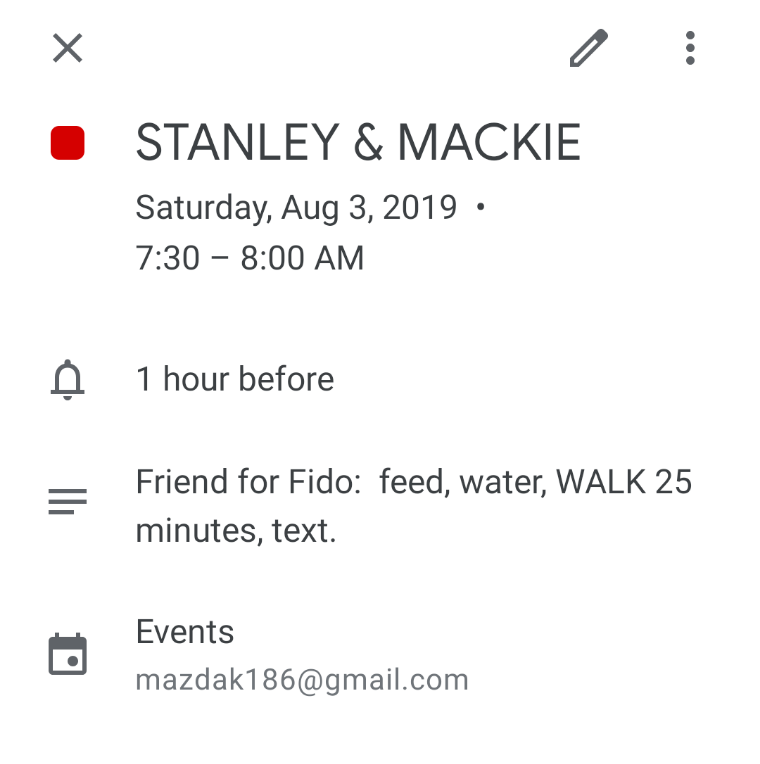 STANLEY & MACKIE
Saturday, Aug 3, 2019 •
7:30 – 8:00 AM
1 hour before
Friend for Fido:  feed, water, WALK 25
minutes, text.
Events
mazdak186@gmail.com